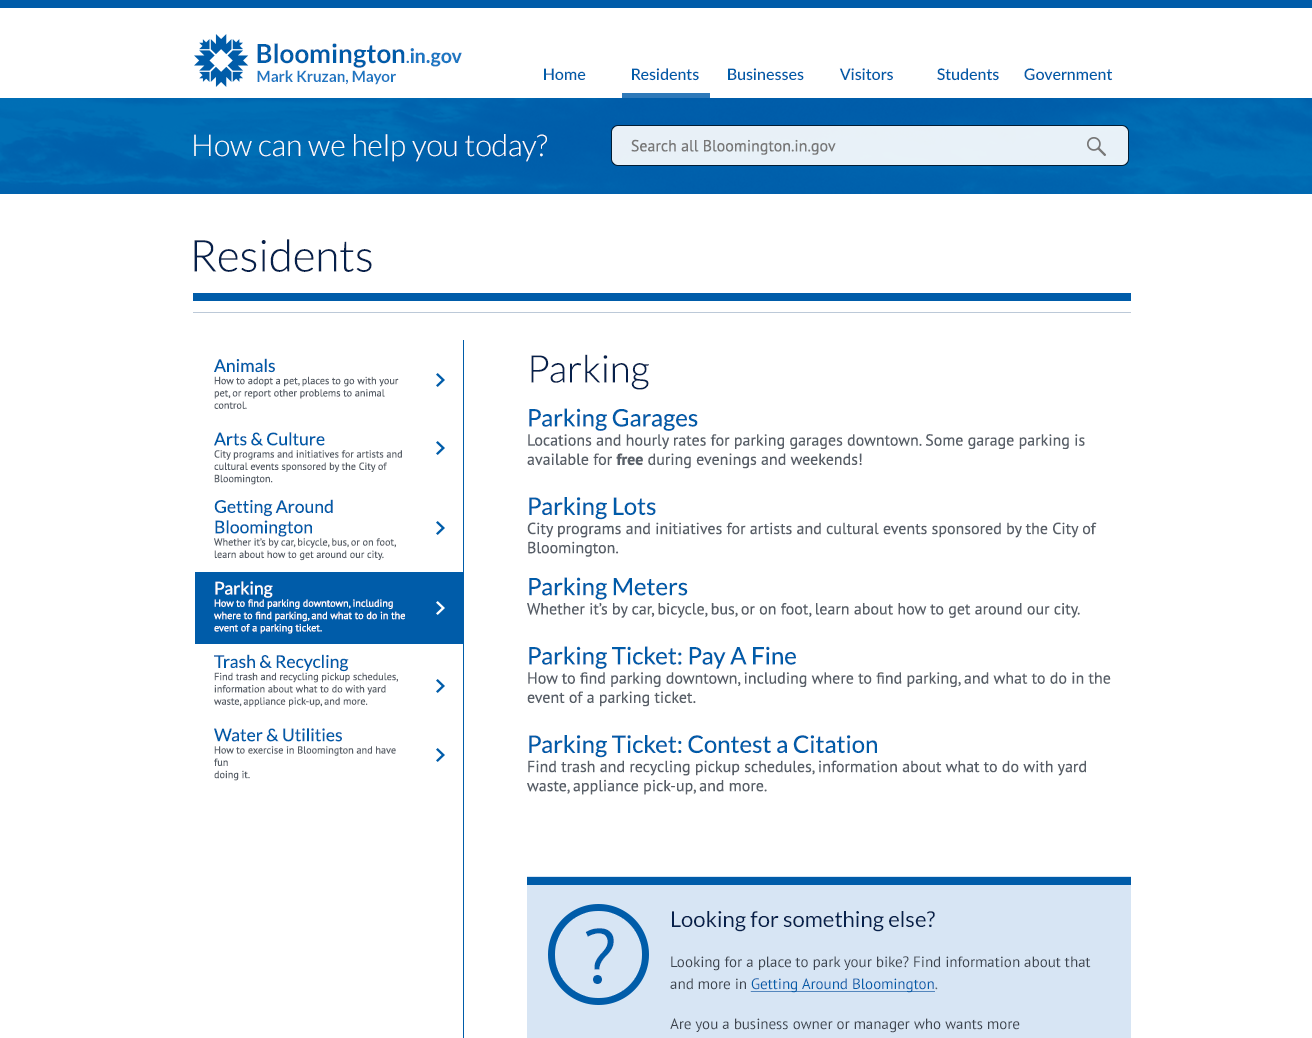 Bloomington.in.gov
Mark Kruzan, Mayor
Home Residents Businesses Visitors Students Government
How can we help you today?
Search all Bloomington.in.gov
Residents
Animals
How to adopt a pet, places to go with your
pet, or report other problems to animal
control.
Arts & Culture
City programs and initiatives for artists and
cultural events sponsored by the City of
Bloomington.
Getting Around
Bloomington
Whether it's by car, bicycle, bus, or on foot,
learn about how to get around our city.
Parking
How to find parking downtown, including
where to find parking, and what to do in the
event of a parking ticket.
Trash & Recycling
Find trash and recycling pickup schedules,
information about what to do with yard
waste, appliance pick-up, and more.
Water & Utilities
How to exercise in Bloomington and have
fun
doing it.
Parking
Parking Garages
Locations and hourly rates for parking garages downtown. Some garage parking is
available for free during evenings and weekends!
Parking Lots
City programs and initiatives for artists and cultural events sponsored by the City of
Bloomington.
Parking Meters
Whether it's by car, bicycle, bus, or on foot, learn about how to get around our city.
Parking Ticket: Pay A Fine
How to find parking downtown, including where to find parking, and what to do in the
event of a parking ticket.
Parking Ticket: Contest a Citation
Find trash and recycling pickup schedules, information about what to do with yard
waste, appliance pick-up, and more.
?
Looking for something else?
Looking for a place to park your bike? Find information about that
and more in Getting Around Bloomington.
Are you a business owner or manager who wants more